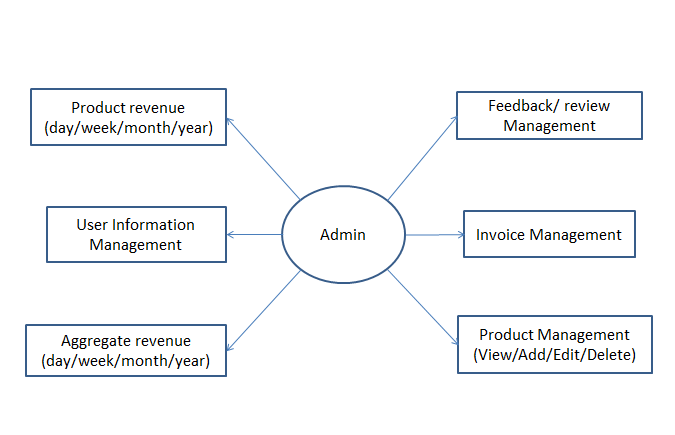 Product revenue
(day/week/month/year)
Feedback/ review
Management
User Information
Management
Admin
Invoice Management
Aggregate revenue
(day/week/month/year)
Product Management
(View/Add/Edit/Delete)